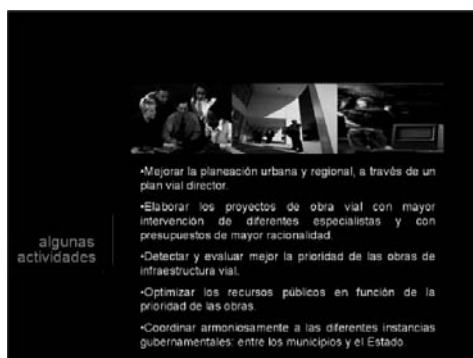 algunas
actividades
•Mejorar la planeación urbana y regional, a través de un
plan vial director.
•Elaborar los proyectos de obra vial con mayor
intervención de diferentes especialistas y con
presupuestos de mayor racionalidad.
•Detectar y evaluar mejor la prioridad de las obras de
infraestructura vial.
•Optimizar los recursos públicos en función de la
prioridad de las obras.
•Coordinar armoniosamente a las diferentes instancias
gubernamentales: entre los municipios y el Estado.